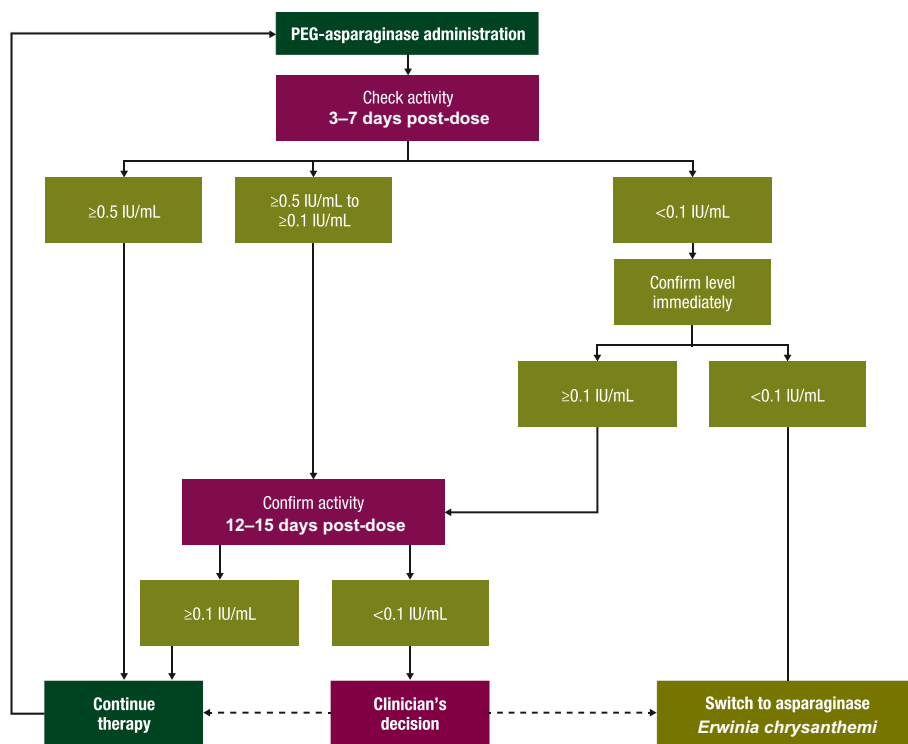 PEG-asparaginase administration
Check activity
3–7 days post-dose
≥0.5 IU/mL
≥0.5 IU/mL to
≥0.1 IU/mL
<0.1 IU/mL
Confirm level
immediately
≥0.1 IU/mL
<0.1 IU/mL
Confirm activity
12–15 days post-dose
≥0.1 IU/mL
<0.1 IU/mL
Continue
therapy
Clinician's
decision
Switch to asparaginase
Erwinia chrysanthemi